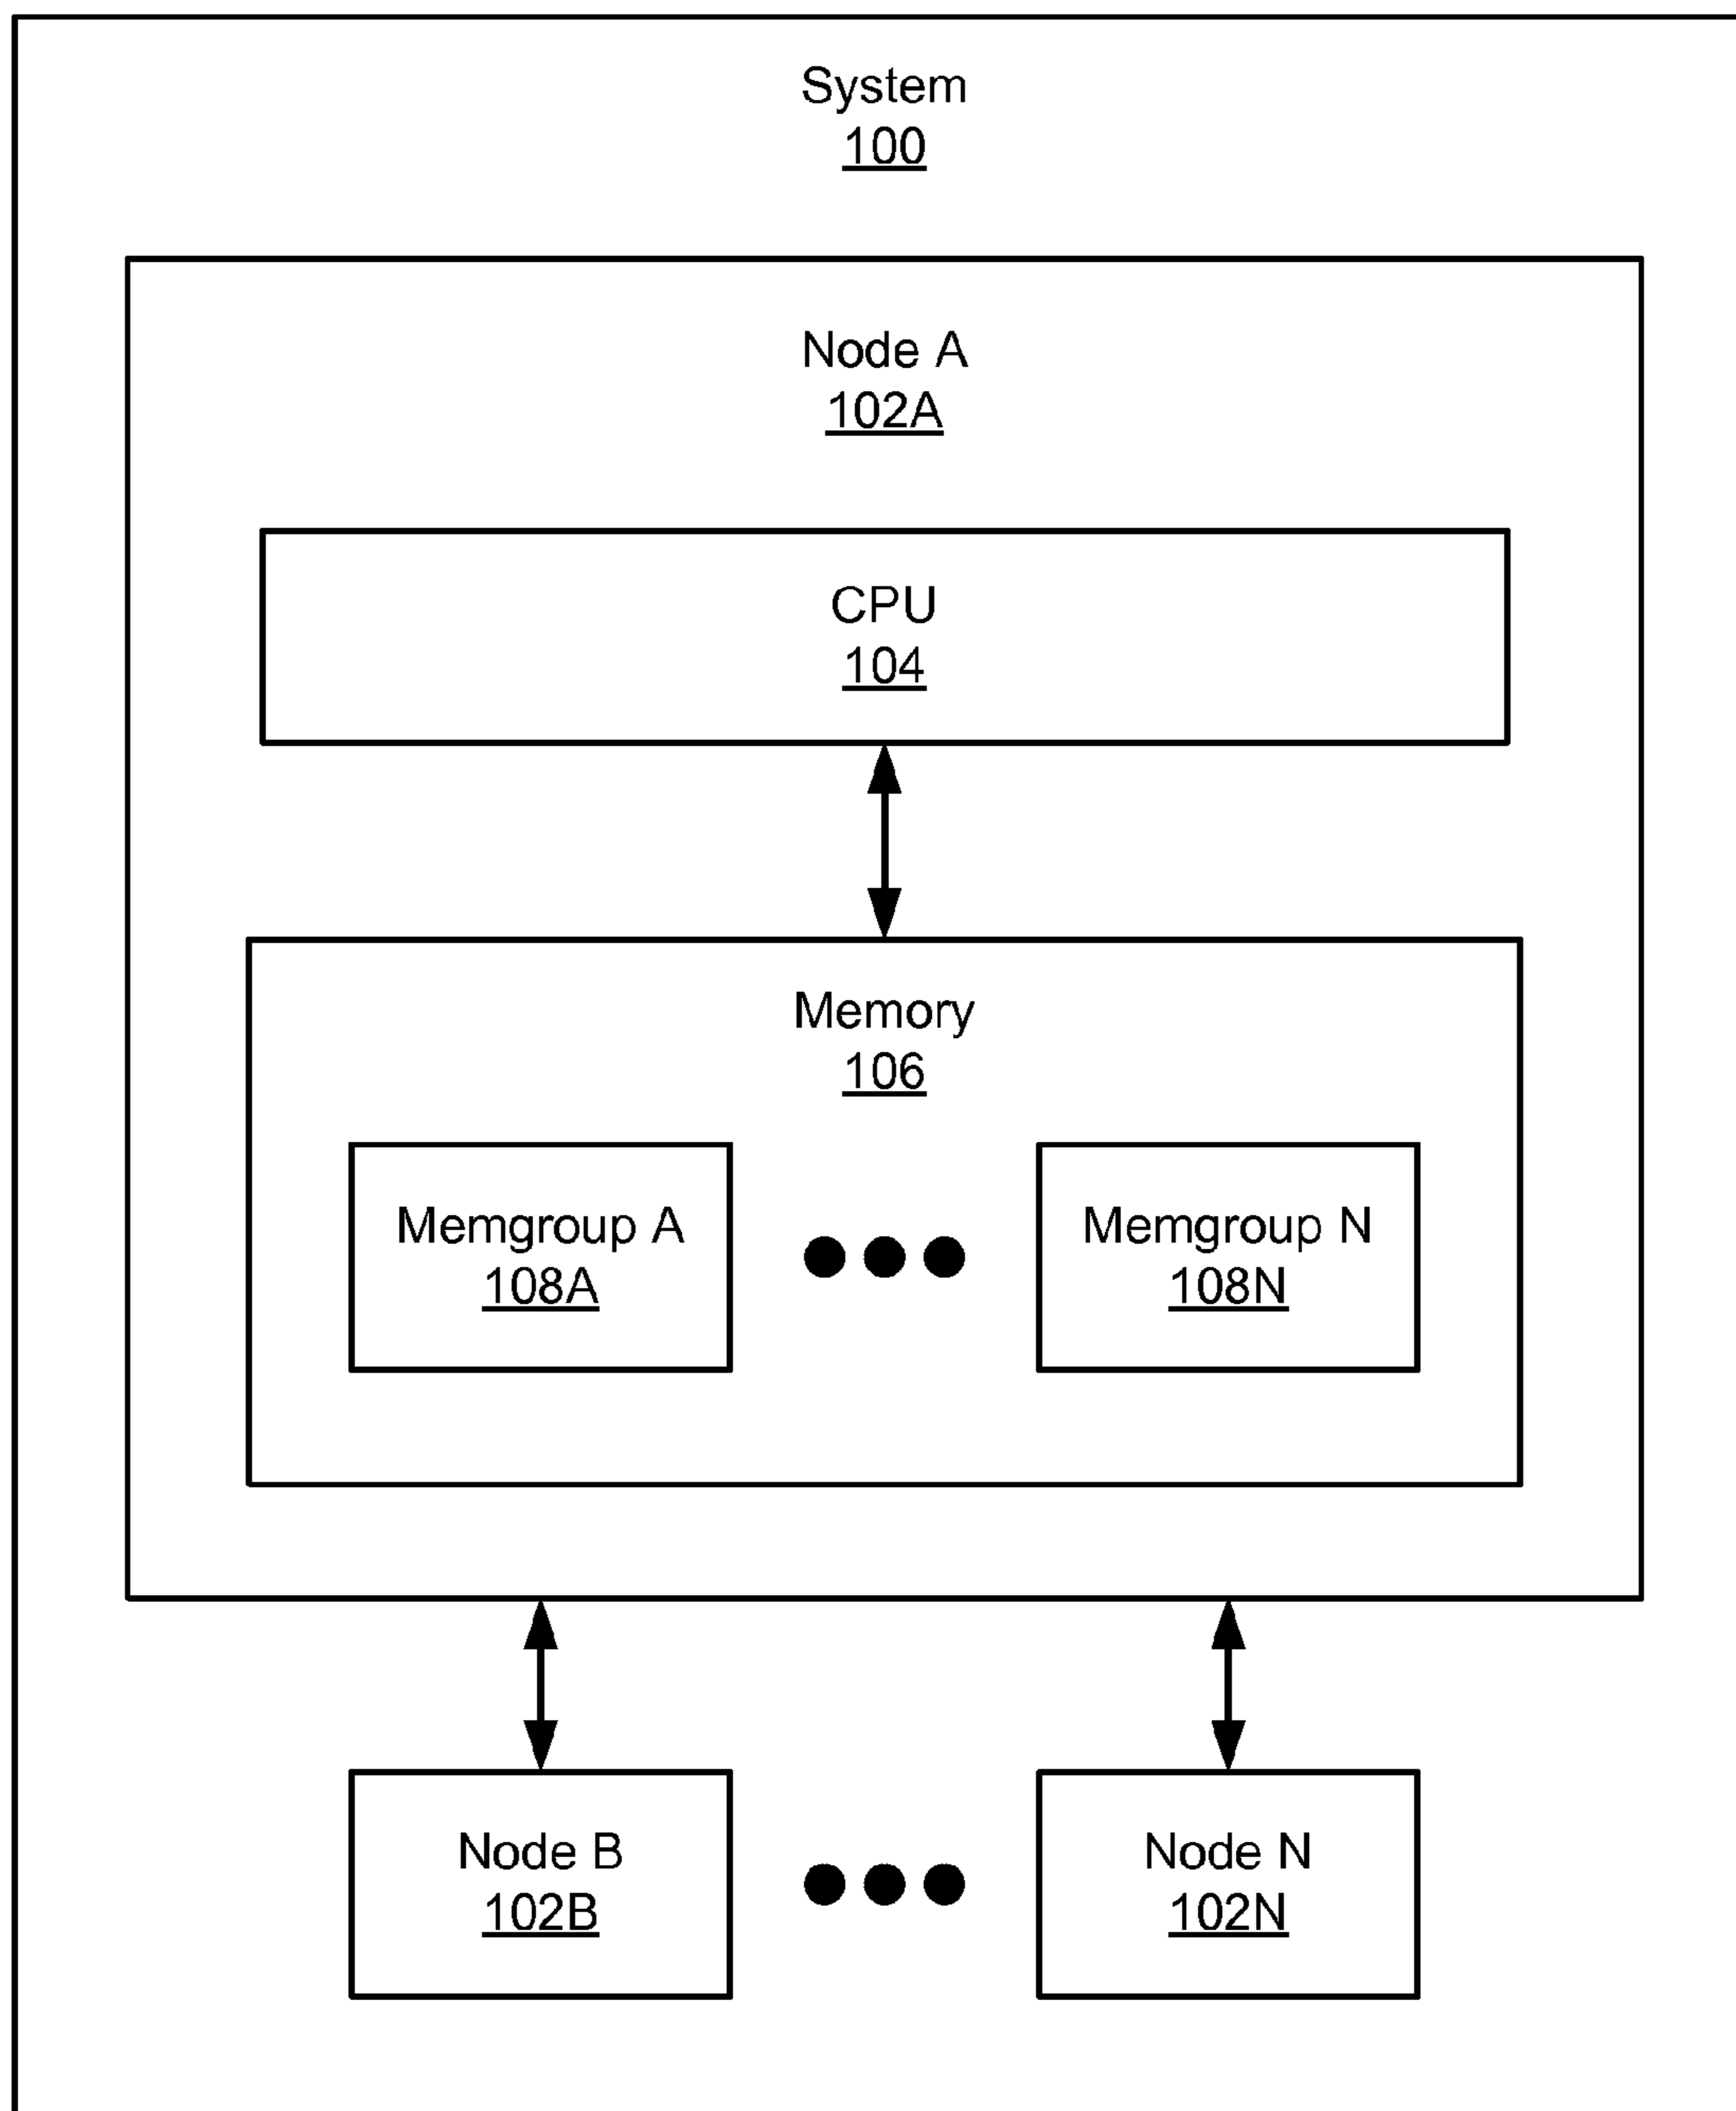 System
100
Node A
102A
CPU
104
Memory
106
Memgroup A
108A
Memgroup N
108N
Node B
102B
Node N
102N